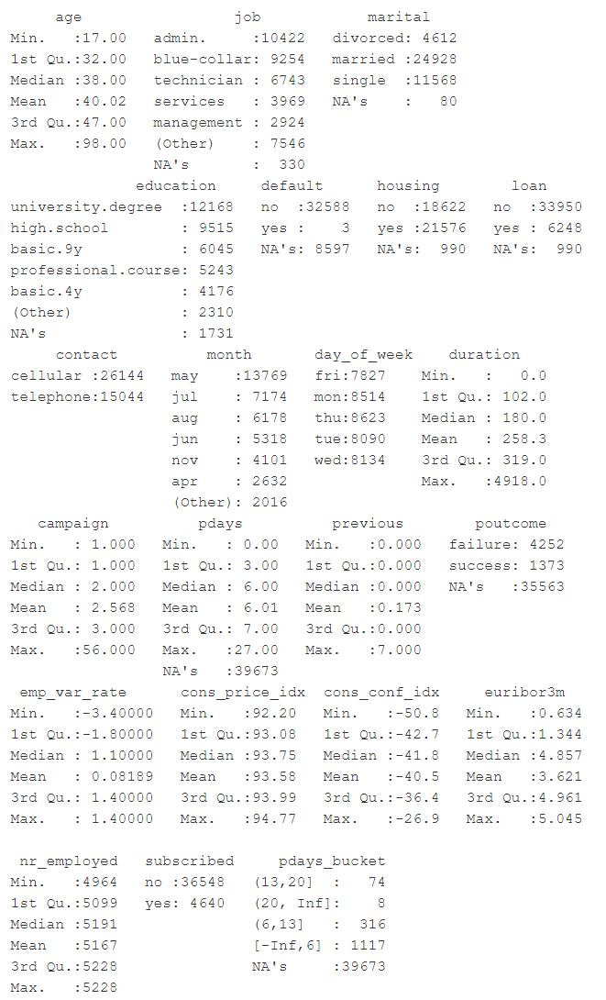 age                  job            marital
Min.   :17.00   admin.     :10422   divorced: 4612
1st Qu.:32.00   blue-collar: 9254   married :24928
Median :38.00   technician : 6743   single  :11568
Mean   :40.02   services   : 3969   NA's    :   80
3rd Qu.:47.00   management : 2924
Max.   :98.00   (Other)    : 7546
                NA's       :  330
              education     default         housing        loan
university.degree  :12168   no  :32588   no  :18622   no  :33950
high.school        : 9515   yes :    3   yes :21576   yes : 6248
basic.9y           : 6045   NA's: 8597   NA's:  990   NA's:  990
professional.course: 5243
basic.4y           : 4176
(Other)            : 2310
NA's               : 1731
     contact          month       day_of_week    duration
cellular :26144   may    :13769   fri:7827    Min.   :   0.0
telephone:15044   jul    : 7174   mon:8514    1st Qu.: 102.0
                  aug    : 6178   thu:8623    Median : 180.0
                  jun    : 5318   tue:8090    Mean   : 258.3
                  nov    : 4101   wed:8134    3rd Qu.: 319.0
                  apr    : 2632               Max.   :4918.0
                  (Other): 2016
   campaign          pdays          previous        poutcome
Min.   : 1.000   Min.   : 0.00   Min.   :0.000   failure: 4252
1st Qu.: 1.000   1st Qu.: 3.00   1st Qu.:0.000   success: 1373
Median : 2.000   Median : 6.00   Median :0.000   NA's   :35563
Mean   : 2.568   Mean   : 6.01   Mean   :0.173
3rd Qu.: 3.000   3rd Qu.: 7.00   3rd Qu.:0.000
Max.   :56.000   Max.   :27.00   Max.   :7.000
                 NA's   :39673
 emp_var_rate      cons_price_idx  cons_conf_idx     euribor3m
Min.   :-3.40000   Min.   :92.20   Min.   :-50.8   Min.   :0.634
1st Qu.:-1.80000   1st Qu.:93.08   1st Qu.:-42.7   1st Qu.:1.344
Median : 1.10000   Median :93.75   Median :-41.8   Median :4.857
Mean   : 0.08189   Mean   :93.58   Mean   :-40.5   Mean   :3.621
3rd Qu.: 1.40000   3rd Qu.:93.99   3rd Qu.:-36.4   3rd Qu.:4.961
Max.   : 1.40000   Max.   :94.77   Max.   :-26.9   Max.   :5.045
 nr_employed   subscribed     pdays_bucket
Min.   :4964   no :36548   (13,20]  :   74
1st Qu.:5099   yes: 4640   (20, Inf]:    8
Median :5191               (6,13]   :  316
Mean   :5167               [-Inf,6] : 1117
3rd Qu.:5228               NA's     :39673
Max.   :5228